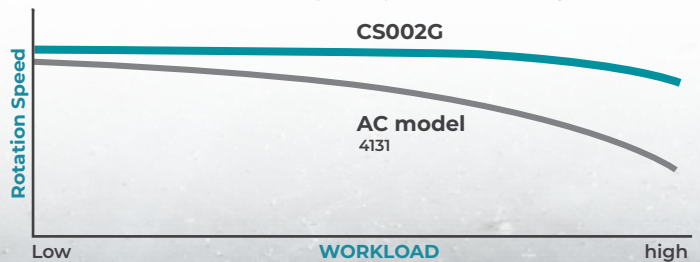 CS002G
Rotation Speed
AC model
4131
Low
WORKLOAD
high